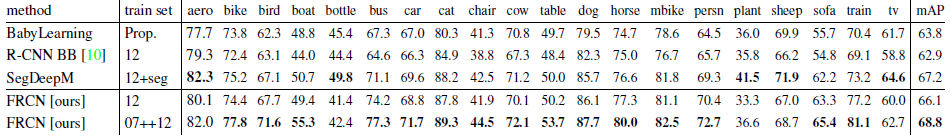 method train set aero bike bird boat bottle bus car cat chair cow table dog horse mbike persn plant sheep sofa train tv mAP
BabyLearning Prop. 77.7 73.8 62.3 48.8 45.4 67.3 67.0 80.3 41.3 70.8 49.7 79.5 74.7 78.6 64.5 36.0 69.9 55.7 70.4 61.7 63.8
R-CNN BB [10] 12 79.3 72.4 63.1 44.0 44.4 64.6 66.3 84.9 38.8 67.3 48.4 82.3 75.0 76.7 65.7 35.8 66.2 54.8 69.1 58.8 62.9
SegDeepM 12+seg 82.3 75.2 67.1 50.7 49.8 71.1 69.6 88.2 42.5 71.2 50.0 85.7 76.6 81.8 69.3 41.5 71.9 62.2 73.2 64.6 67.2
FRCN [ours] 12 80.1 74.4 67.7 49.4 41.4 74.2 68.8 87.8 41.9 70.1 50.2 86.1 77.3 81.1 70.4 33.3 67.0 63.3 77.2 60.0 66.1
FRCN [ours] 07++12 82.0 77.8 71.6 55.3 42.4 77.3 71.7 89.3 44.5 72.1 53.7 87.7 80.0 82.5 72.7 36.6 68.7 65.4 81.1 62.7 68.8